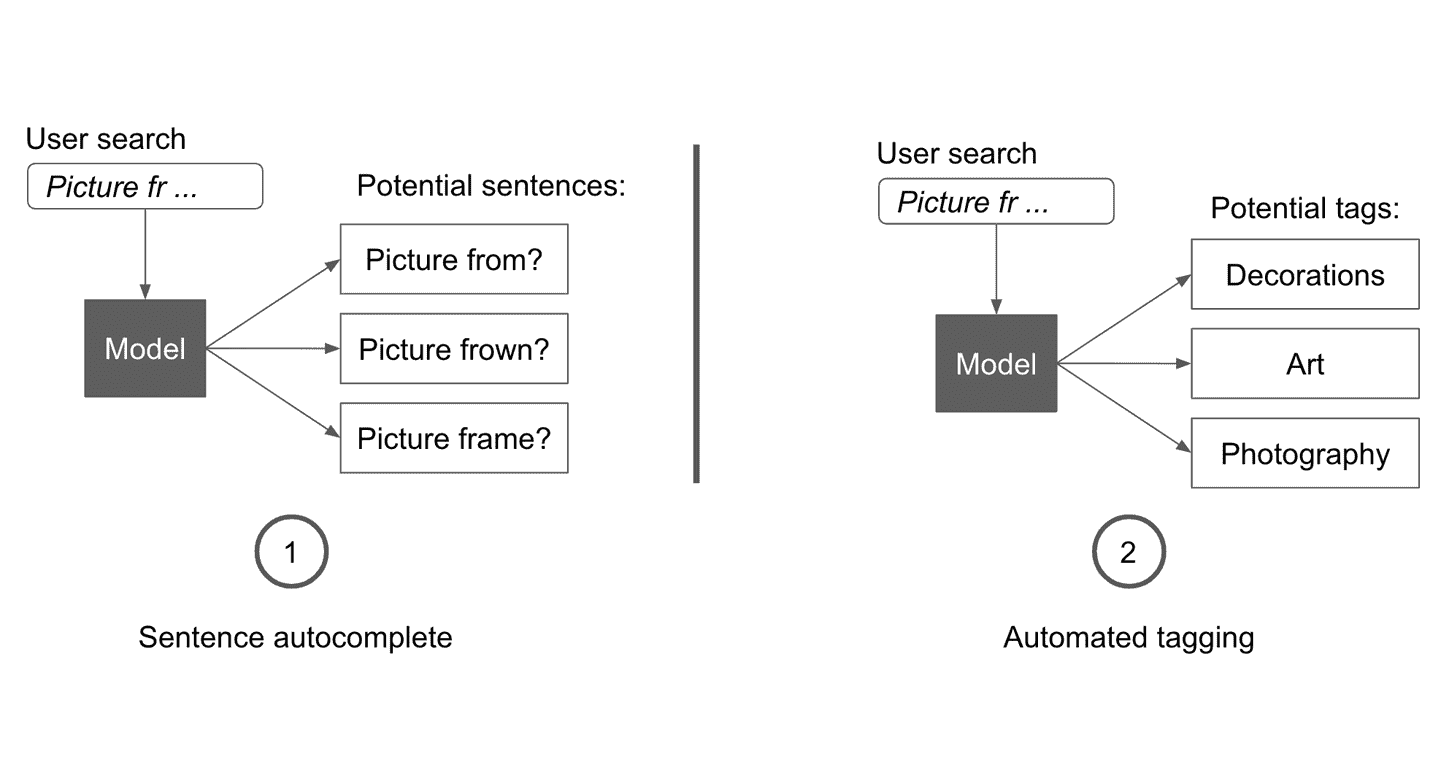 User search
Picture fr ...
Potential sentences:
Model
Picture from?
Picture frown?
Picture frame?
1
Sentence autocomplete
User search
Picture fr ...
Potential tags:
Model
Decorations
Art
Photography
2
Automated tagging